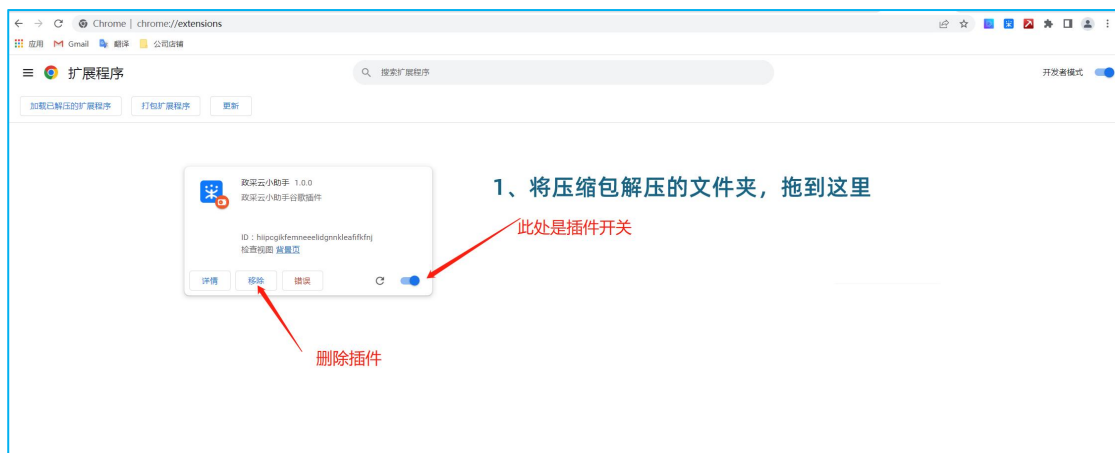 Chrome | chrome://extensions
应用 Gmail 翻译 公司店铺
扩展程序 搜索扩展程序 开发者模式
加载已解压的扩展程序 打包扩展程序 更新
政采云小助手 1.0.0
政采云小助手谷歌插件
1、将压缩包解压的文件夹，拖到这里
此处是插件开关
ID：hiipcgikfemneeelidgnnkleafifkfnj
检查视图 背景页
详情 移除 错误
删除插件